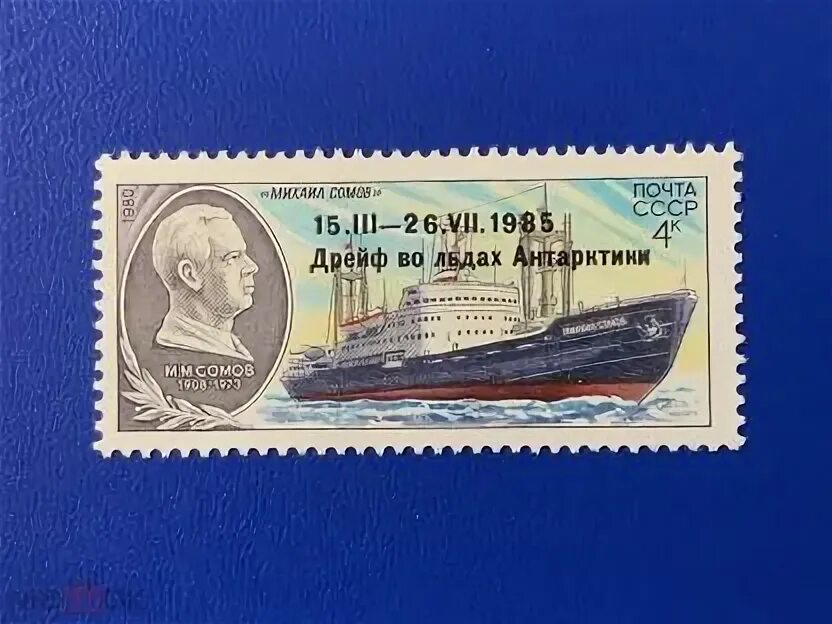 1980
«МИХАИЛ СОМОВ»
ПОЧТА
СССР
4К
15.III—26.VII.1985
Дрейф во льдах Антарктики
М.М.СОМОВ